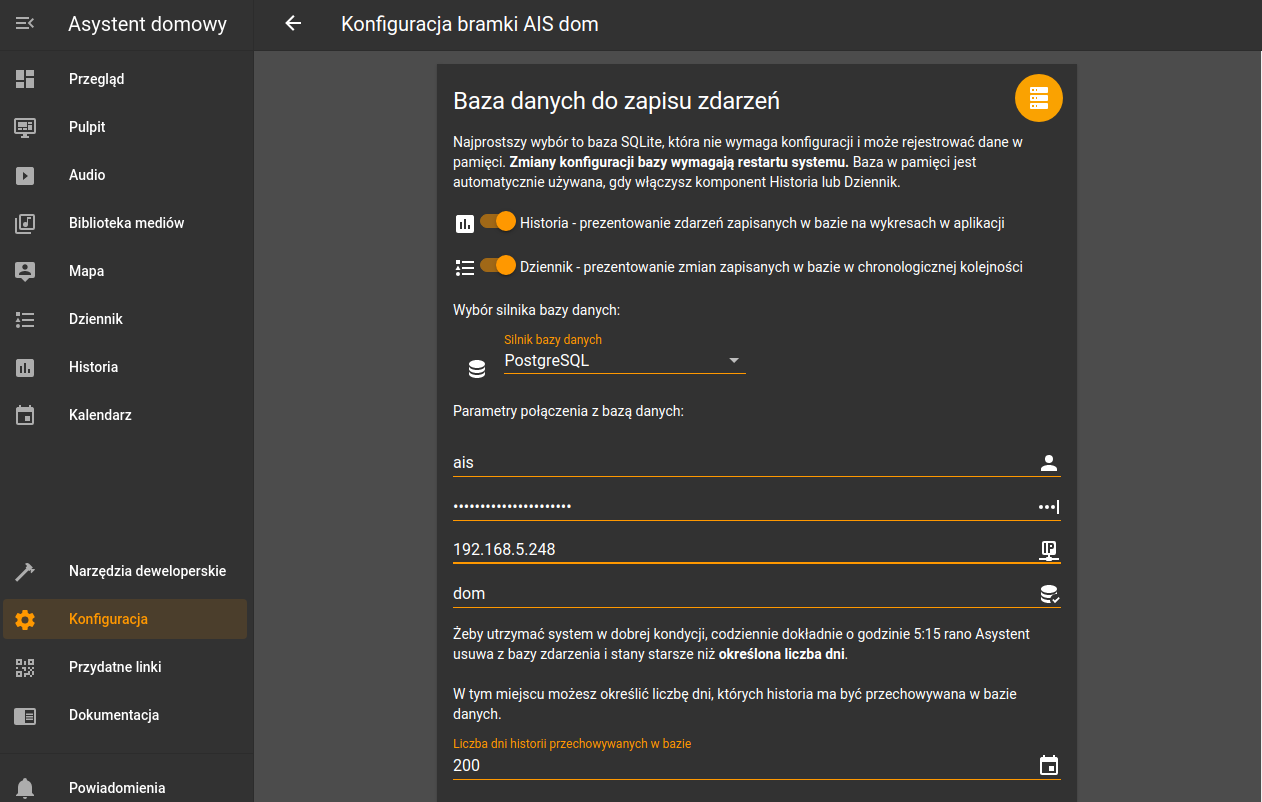 Asystent domowy
Przegląd
Pulpit
Audio
Biblioteka mediów
Mapa
Dziennik
Historia
Kalendarz
Narzędzia deweloperskie
Konfiguracja
Przydatne linki
Dokumentacja
Powiadomienia
Konfiguracja bramki AIS dom
Baza danych do zapisu zdarzeń
Najprostszy wybór to baza SQLite, która nie wymaga konfiguracji i może rejestrować dane w
pamięci. Zmiany konfiguracji bazy wymagają restartu systemu. Baza w pamięci jest
automatycznie używana, gdy włączysz komponent Historia lub Dziennik.
Historia - prezentowanie zdarzeń zapisanych w bazie na wykresach w aplikacji
Dziennik - prezentowanie zmian zapisanych w bazie w chronologicznej kolejności
Wybór silnika bazy danych:
Silnik bazy danych
PostgreSQL
Parametry połączenia z bazą danych:
ais
••••••••••••••••••••••
192.168.5.248
dom
Żeby utrzymać system w dobrej kondycji, codziennie dokładnie o godzinie 5:15 rano Asystent
usuwa z bazy zdarzenia i stany starsze niż określona liczba dni.
W tym miejscu możesz określić liczbę dni, których historia ma być przechowywana w bazie
danych.
Liczba dni historii przechowywanych w bazie
200